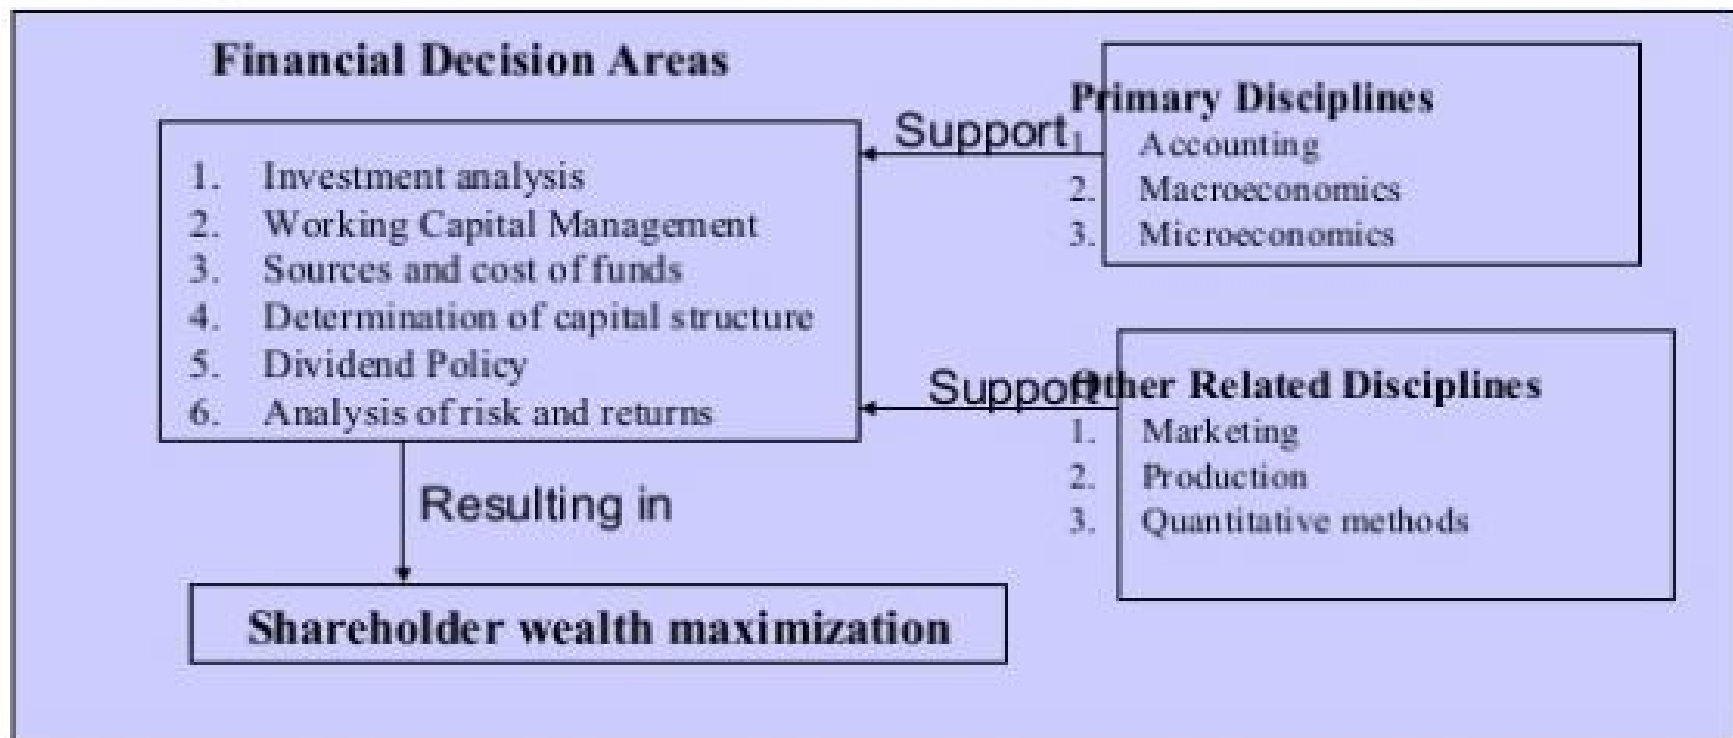 Financial Decision Areas
1. Investment analysis
2. Working Capital Management
3. Sources and cost of funds
4. Determination of capital structure
5. Dividend Policy
6. Analysis of risk and returns
Support
Primary Disciplines
1. Accounting
2. Macroeconomics
3. Microeconomics
Support
Other Related Disciplines
1. Marketing
2. Production
3. Quantitative methods
Resulting in
Shareholder wealth maximization